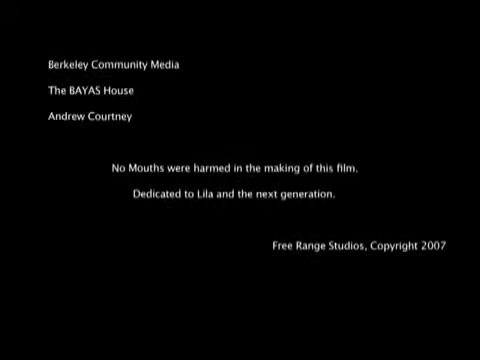 Berkeley Community Media
The BAYAS House
Andrew Courtney
No Mouths were harmed in the making of this film.
Dedicated to Lila and the next generation.
Free Range Studios, Copyright 2007